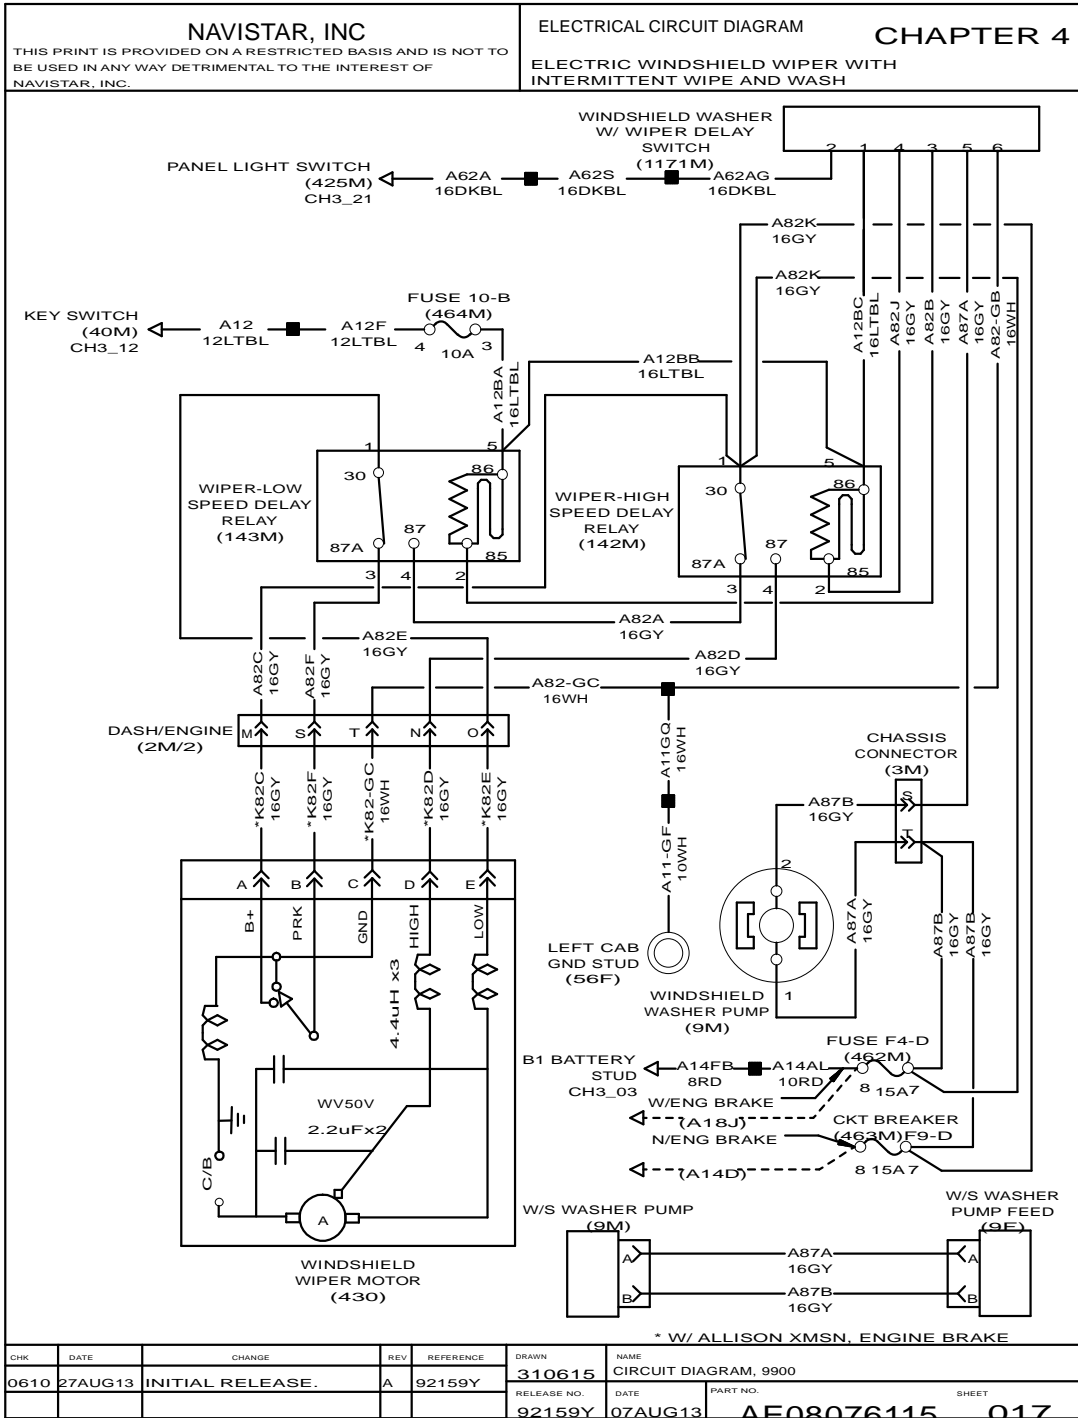 NAVISTAR, INC
THIS PRINT IS PROVIDED ON A RESTRICTED BASIS AND IS NOT TO
BE USED IN ANY WAY DETRIMENTAL TO THE INTEREST OF
NAVISTAR, INC.
ELECTRICAL CIRCUIT DIAGRAM
CHAPTER 4
ELECTRIC WINDSHIELD WIPER WITH
INTERMITTENT WIPE AND WASH
WINDSHIELD WASHER
W/ WIPER DELAY
SWITCH
(1171M)
2 1 4 3 5 6
PANEL LIGHT SWITCH
(425M)
CH3_21
A62A
16DKBL
A62S
16DKBL
A62AG
16DKBL
A82K
16GY
A82K
16GY
A12BC
16LTBL
A82J
16GY
A82B
16GY
A87A
16GY
A82-GB
16WH
KEY SWITCH
(40M)
CH3_12
A12
12LTBL
A12F
12LTBL
FUSE 10-B
(464M)
4 10A 3
A12BA
16LTBL
A12BB
16LTBL
1 5
30 86
WIPER-LOW
SPEED DELAY
RELAY
(143M)
87
87A 85
3 4 2
1 5
30 86
WIPER-HIGH
SPEED DELAY
RELAY
(142M)
87
87A 85
3 4 2
A82A
16GY
A82E
16GY
A82D
16GY
A82C
16GY
A82F
16GY
A82-GC
16WH
DASH/ENGINE
(2M/2)
M S T N O
A11GQ
16WH
CHASSIS
CONNECTOR
(3M)
S
T
*K82C
16GY
*K82F
16GY
*K82-GC
16WH
*K82D
16GY
*K82E
16GY
A87B
16GY
A11-GF
10WH
A B C D E
B+
PRK
GND
HIGH
LOW
2
A87A
16GY
A87B
16GY
A87B
16GY
LEFT CAB
GND STUD
(56F)
4.4uH x3
WINDSHIELD
WASHER PUMP
(9M)
1
B1 BATTERY
STUD
CH3_03
A14FB
8RD
A14AL
10RD
FUSE F4-D
(462M)
8 15A 7
W/ENG BRAKE
(A18J)
N/ENG BRAKE
CKT BREAKER
(463M)F9-D
8 15A 7
(A14D)
WV50V
2.2uFx2
C/B
A
WINDSHIELD
WIPER MOTOR
(430)
W/S WASHER PUMP
(9M)
W/S WASHER
PUMP FEED
(9E)
A A87A A
16GY
B A87B B
16GY
* W/ ALLISON XMSN, ENGINE BRAKE
CHK DATE CHANGE REV REFERENCE
0610 27AUG13 INITIAL RELEASE. A 92159Y
DRAWN
310615
NAME
CIRCUIT DIAGRAM, 9900
RELEASE NO.
92159Y
DATE
07AUG13
PART NO.
AE08076115
SHEET
017